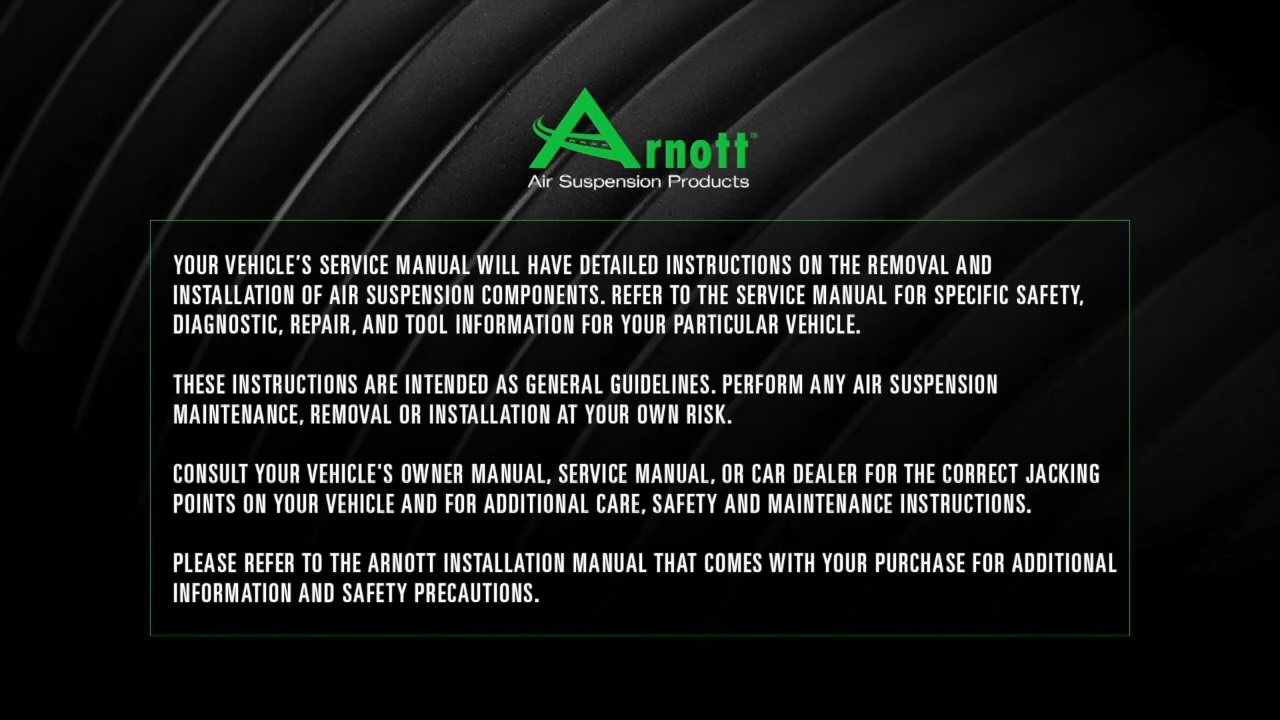 Arnott™
Air Suspension Products
YOUR VEHICLE’S SERVICE MANUAL WILL HAVE DETAILED INSTRUCTIONS ON THE REMOVAL AND
INSTALLATION OF AIR SUSPENSION COMPONENTS. REFER TO THE SERVICE MANUAL FOR SPECIFIC SAFETY,
DIAGNOSTIC, REPAIR, AND TOOL INFORMATION FOR YOUR PARTICULAR VEHICLE.
THESE INSTRUCTIONS ARE INTENDED AS GENERAL GUIDELINES. PERFORM ANY AIR SUSPENSION
MAINTENANCE, REMOVAL OR INSTALLATION AT YOUR OWN RISK.
CONSULT YOUR VEHICLE'S OWNER MANUAL, SERVICE MANUAL, OR CAR DEALER FOR THE CORRECT JACKING
POINTS ON YOUR VEHICLE AND FOR ADDITIONAL CARE, SAFETY AND MAINTENANCE INSTRUCTIONS.
PLEASE REFER TO THE ARNOTT INSTALLATION MANUAL THAT COMES WITH YOUR PURCHASE FOR ADDITIONAL
INFORMATION AND SAFETY PRECAUTIONS.